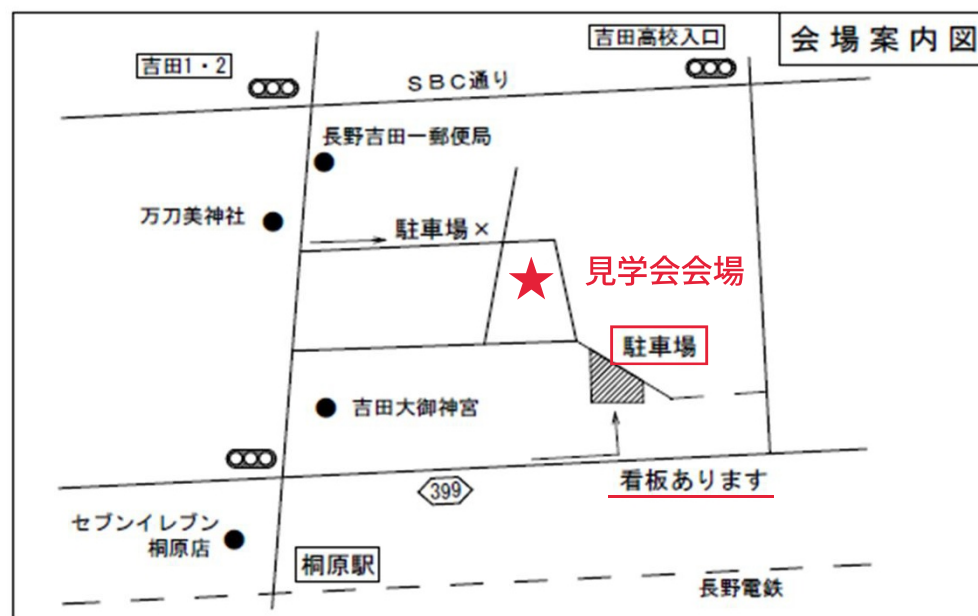 会場案内図
吉田高校入口
吉田1・2
SBC通り
長野吉田一郵便局
万刀美神社
駐車場×
見学会会場
駐車場
吉田大御神宮
399
看板あります
セブンイレブン
桐原店
桐原駅
長野電鉄